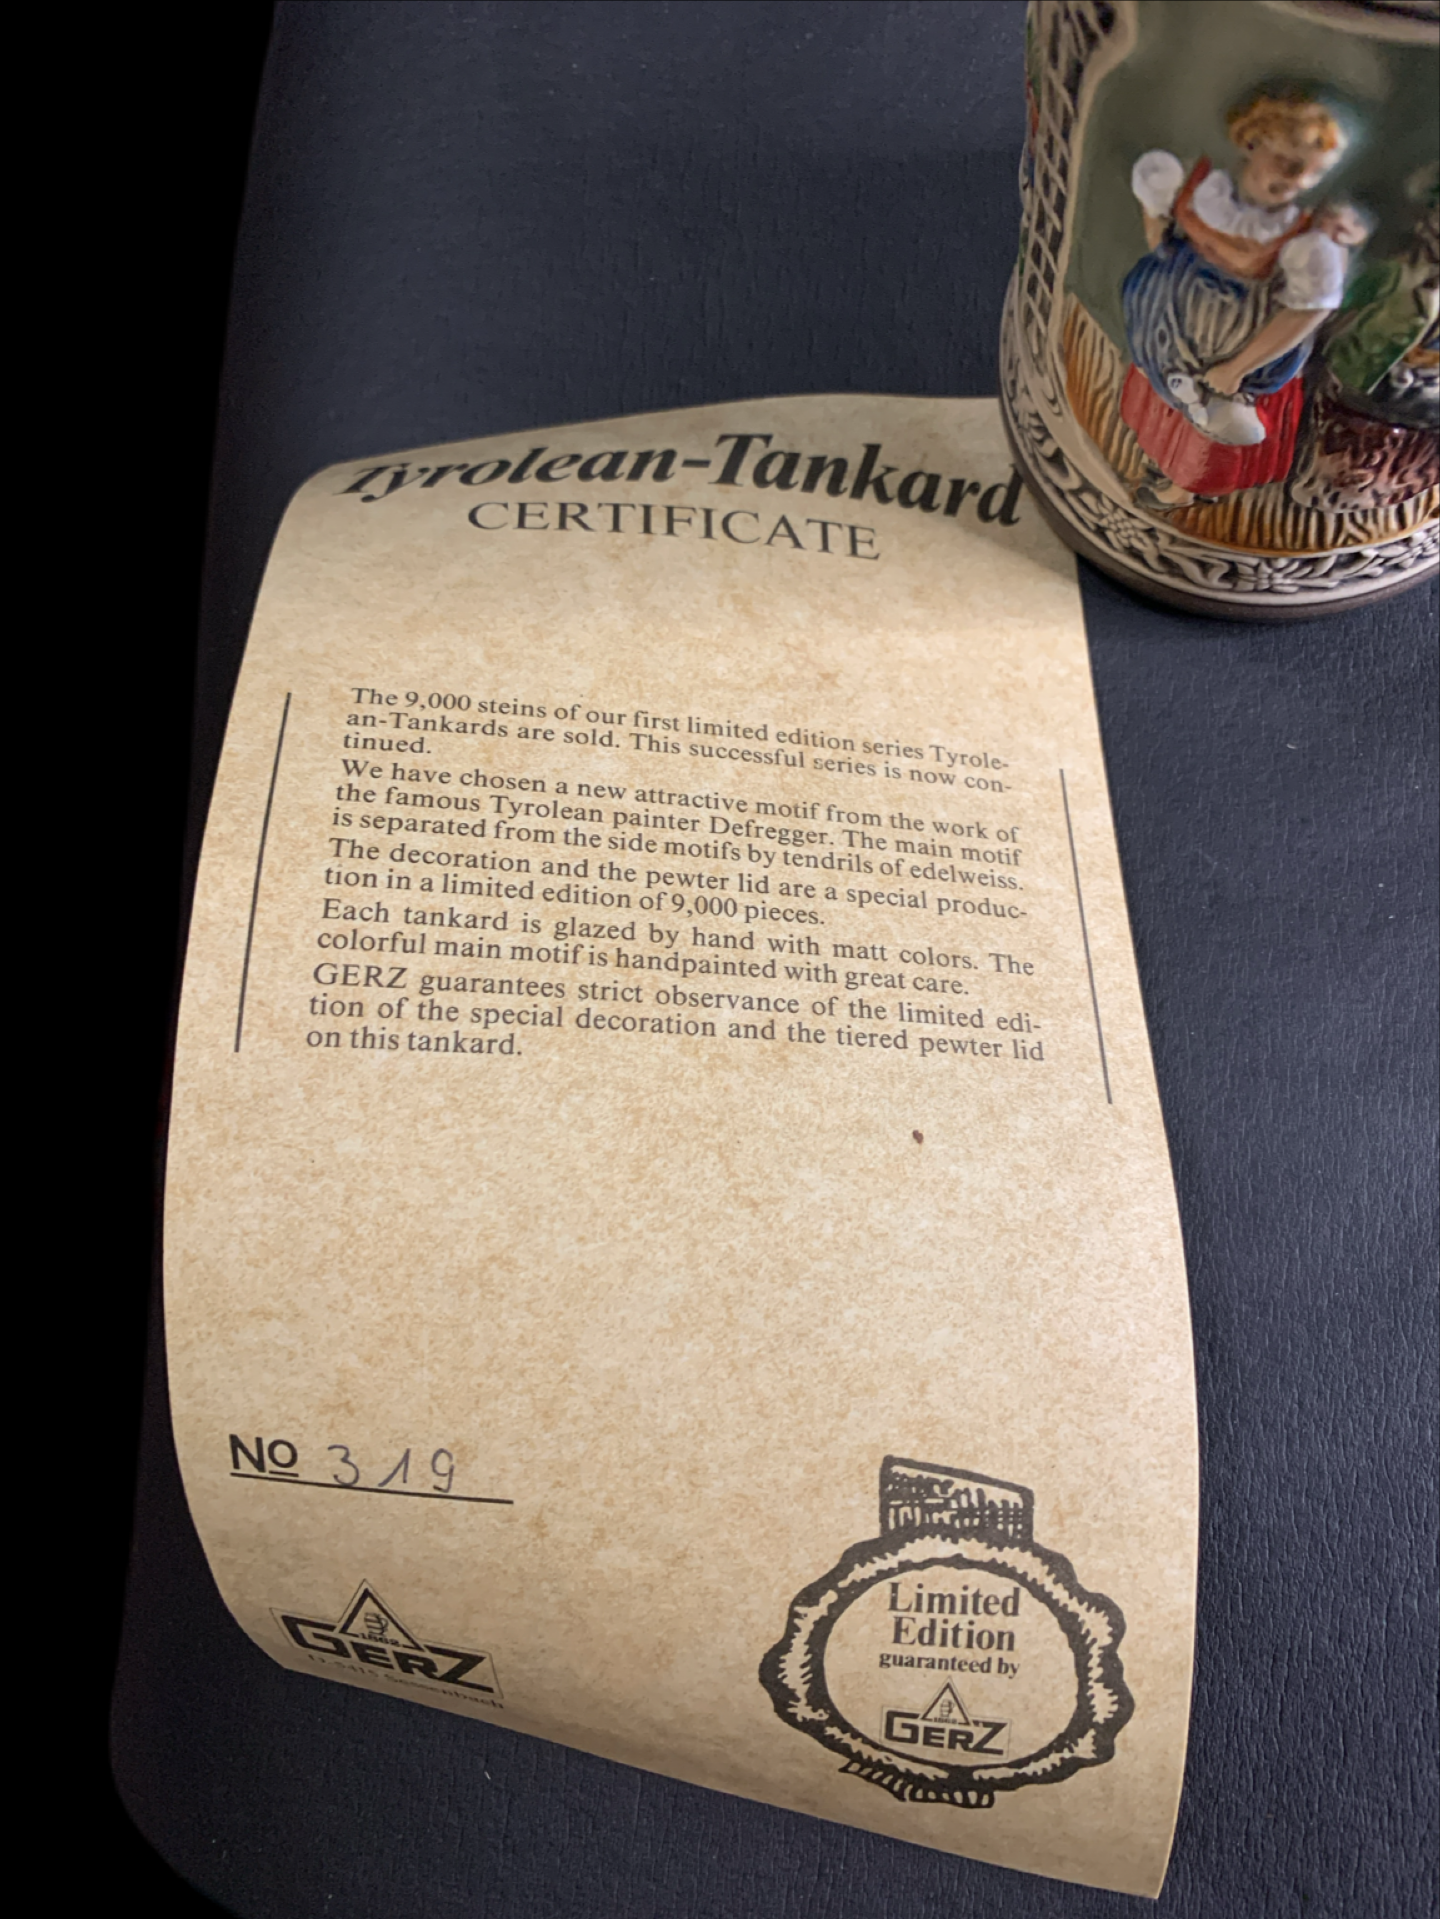 Tyrolean-Tankard
CERTIFICATE
The 9,000 steins of our first limited edition series Tyrole-
an-Tankards are sold. This successful series is now con-
tinued.
We have chosen a new attractive motif from the work of
the famous Tyrolean painter Defregger. The main motif
is separated from the side motifs by tendrils of edelweiss.
The decoration and the pewter lid are a special produc-
tion in a limited edition of 9,000 pieces.
Each tankard is glazed by hand with matt colors. The
colorful main motif is handpainted with great care.
GERZ guarantees strict observance of the limited edi-
tion of the special decoration and the tiered pewter lid
on this tankard.
No 319
1862
GERZ
D-5415 Sessenbach
Limited
Edition
guaranteed by
1862
GERZ